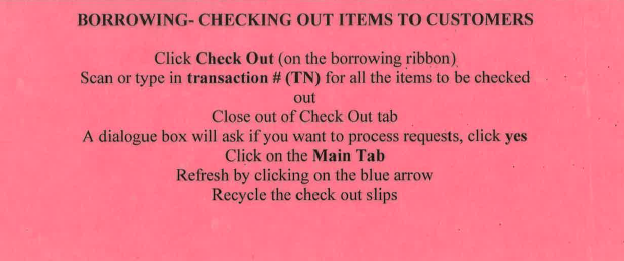 BORROWING- CHECKING OUT ITEMS TO CUSTOMERS
Click Check Out (on the borrowing ribbon)
Scan or type in transaction # (TN) for all the items to be checked
out
Close out of Check Out tab
A dialogue box will ask if you want to process requests, click yes
Click on the Main Tab
Refresh by clicking on the blue arrow
Recycle the check out slips